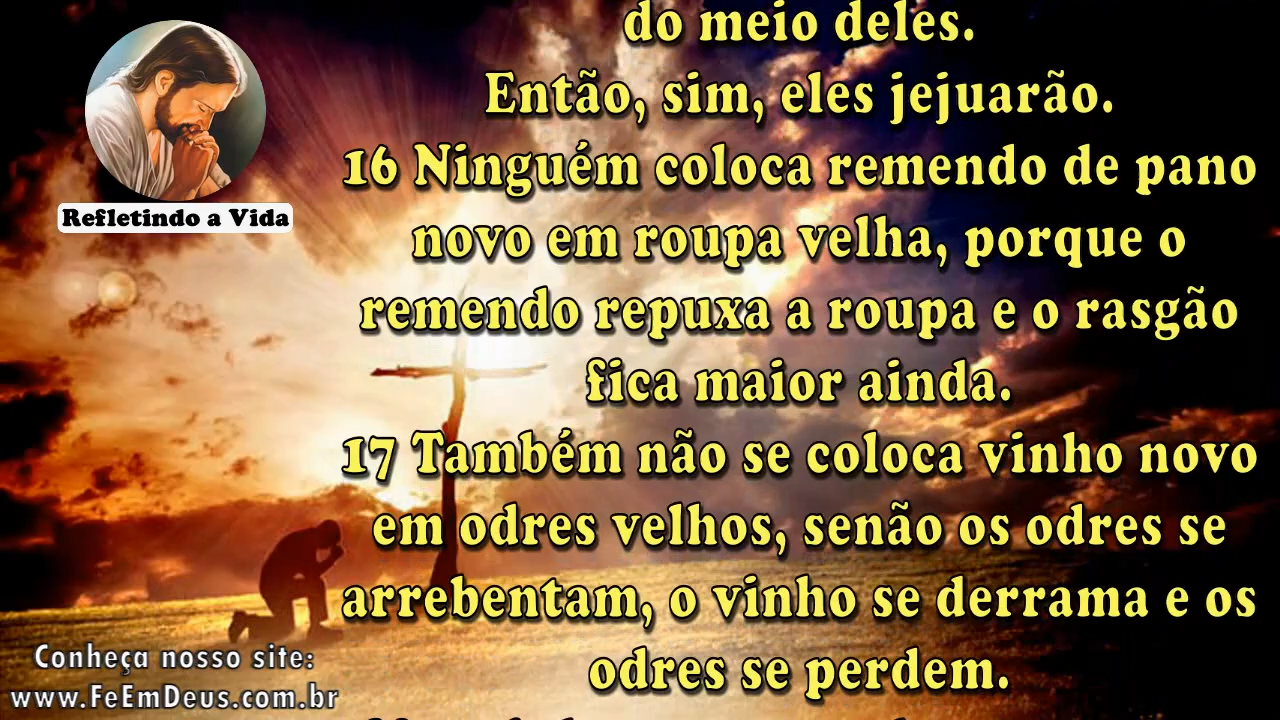 do meio deles.
Então, sim, eles jejuarão.
16 Ninguém coloca remendo de pano
novo em roupa velha, porque o
remendo repuxa a roupa e o rasgão
fica maior ainda.
17 Também não se coloca vinho novo
em odres velhos, senão os odres se
arrebentam, o vinho se derrama e os
odres se perdem.
Refletindo a Vida
Conheça nosso site:
www.FeEmDeus.com.br